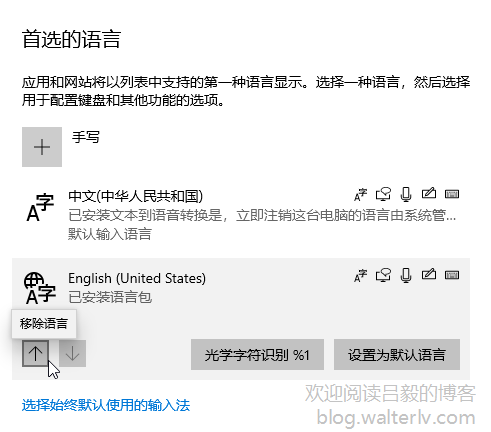 首选的语言
应用和网站将以列表中支持的第一种语言显示。选择一种语言，然后选择
用于配置键盘和其他功能的选项。
手写
中文(中华人民共和国)
已安装文本到语音转换是，立即注销这台电脑的语言由系统管...
默认输入语言
English (United States)
已安装语言包
移除语言
光学字符识别 %1
设置为默认语言
选择始终默认使用的输入法
欢迎阅读吕毅的博客
blog.walterlv.com